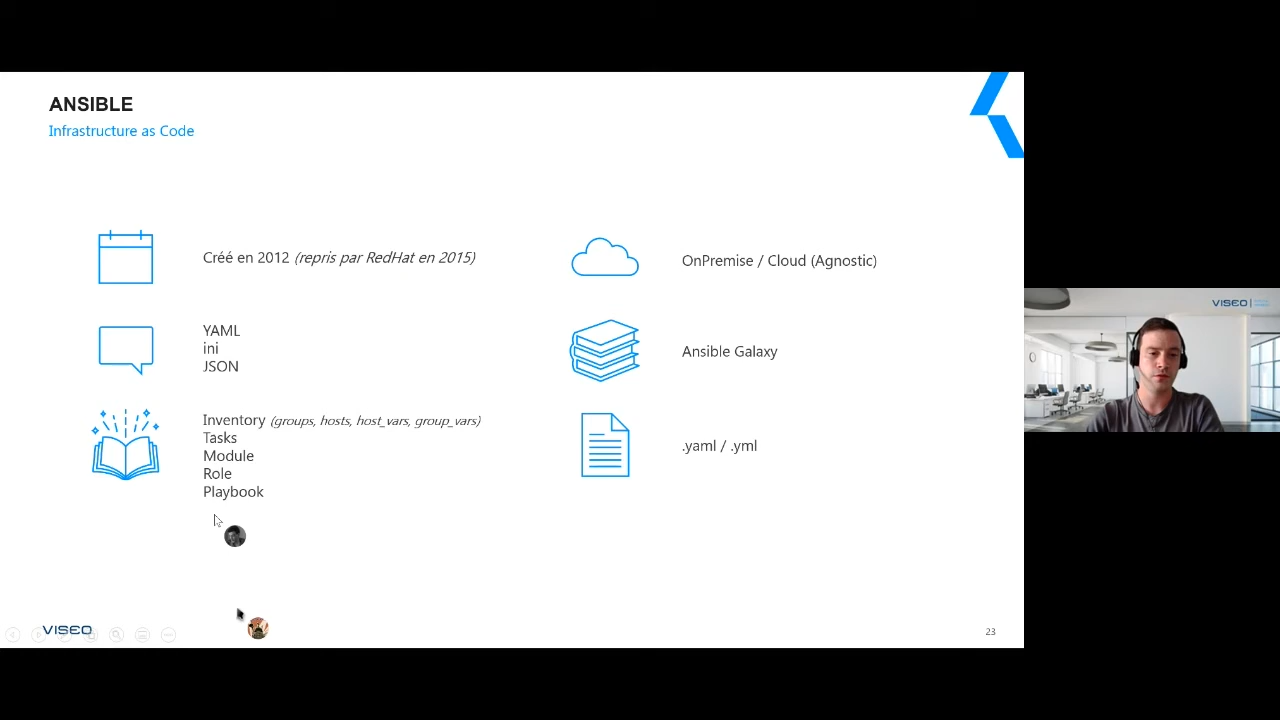 ANSIBLE
Infrastructure as Code
Créé en 2012 (repris par RedHat en 2015)
YAML
ini
JSON
Inventory (groups, hosts, host_vars, group_vars)
Tasks
Module
Role
Playbook
OnPremise / Cloud (Agnostic)
Ansible Galaxy
.yaml / .yml
VISEO
23
VISEO